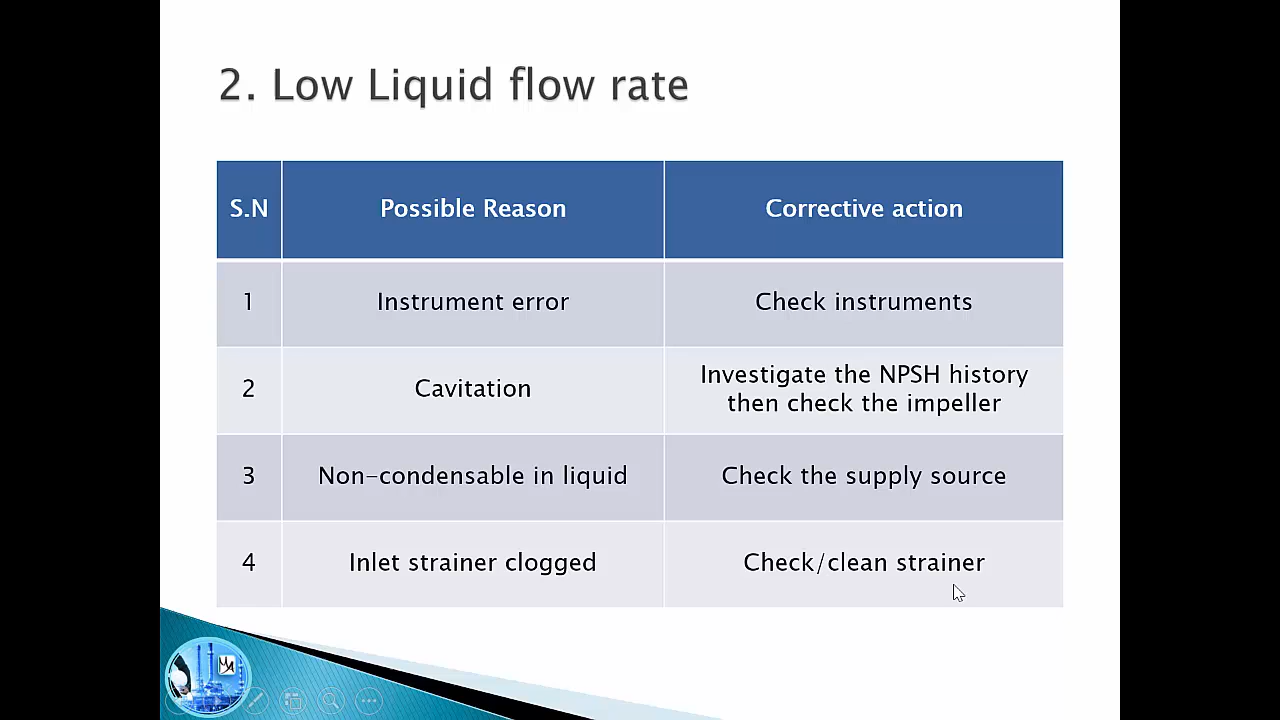 2. Low Liquid flow rate
S.N Possible Reason Corrective action
1 Instrument error Check instruments
2 Cavitation Investigate the NPSH history
then check the impeller
3 Non-condensable in liquid Check the supply source
4 Inlet strainer clogged Check/clean strainer